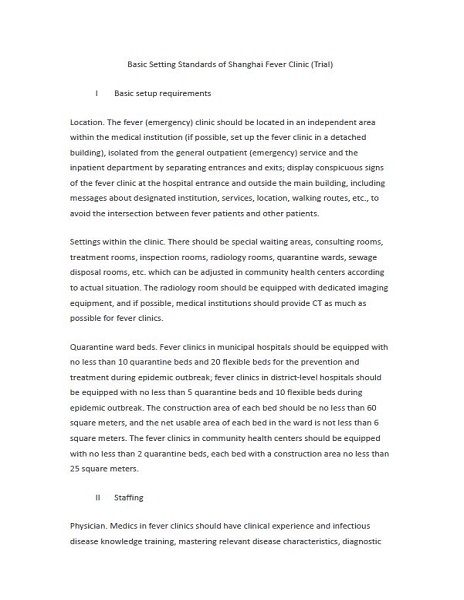 Basic Setting Standards of Shanghai Fever Clinic (Trial)
I Basic setup requirements
Location. The fever (emergency) clinic should be located in an independent area
within the medical institution (if possible, set up the fever clinic in a detached
building), isolated from the general outpatient (emergency) service and the
inpatient department by separating entrances and exits; display conspicuous signs
of the fever clinic at the hospital entrance and outside the main building, including
messages about designated institution, services, location, walking routes, etc., to
avoid the intersection between fever patients and other patients.
Settings within the clinic. There should be special waiting areas, consulting rooms,
treatment rooms, inspection rooms, radiology rooms, quarantine wards, sewage
disposal rooms, etc. which can be adjusted in community health centers according
to actual situation. The radiology room should be equipped with dedicated imaging
equipment, and if possible, medical institutions should provide CT as much as
possible for fever clinics.
Quarantine ward beds. Fever clinics in municipal hospitals should be equipped with
no less than 10 quarantine beds and 20 flexible beds for the prevention and
treatment during epidemic outbreak; fever clinics in district-level hospitals should
be equipped with no less than 5 quarantine beds and 10 flexible beds during
epidemic outbreak. The construction area of each bed should be no less than 60
square meters, and the net usable area of each bed in the ward is not less than 6
square meters. The fever clinics in community health centers should be equipped
with no less than 2 quarantine beds, each bed with a construction area no less than
25 square meters.
II Staffing
Physician. Medics in fever clinics should have clinical experience and infectious
disease knowledge training, mastering relevant disease characteristics, diagnostic